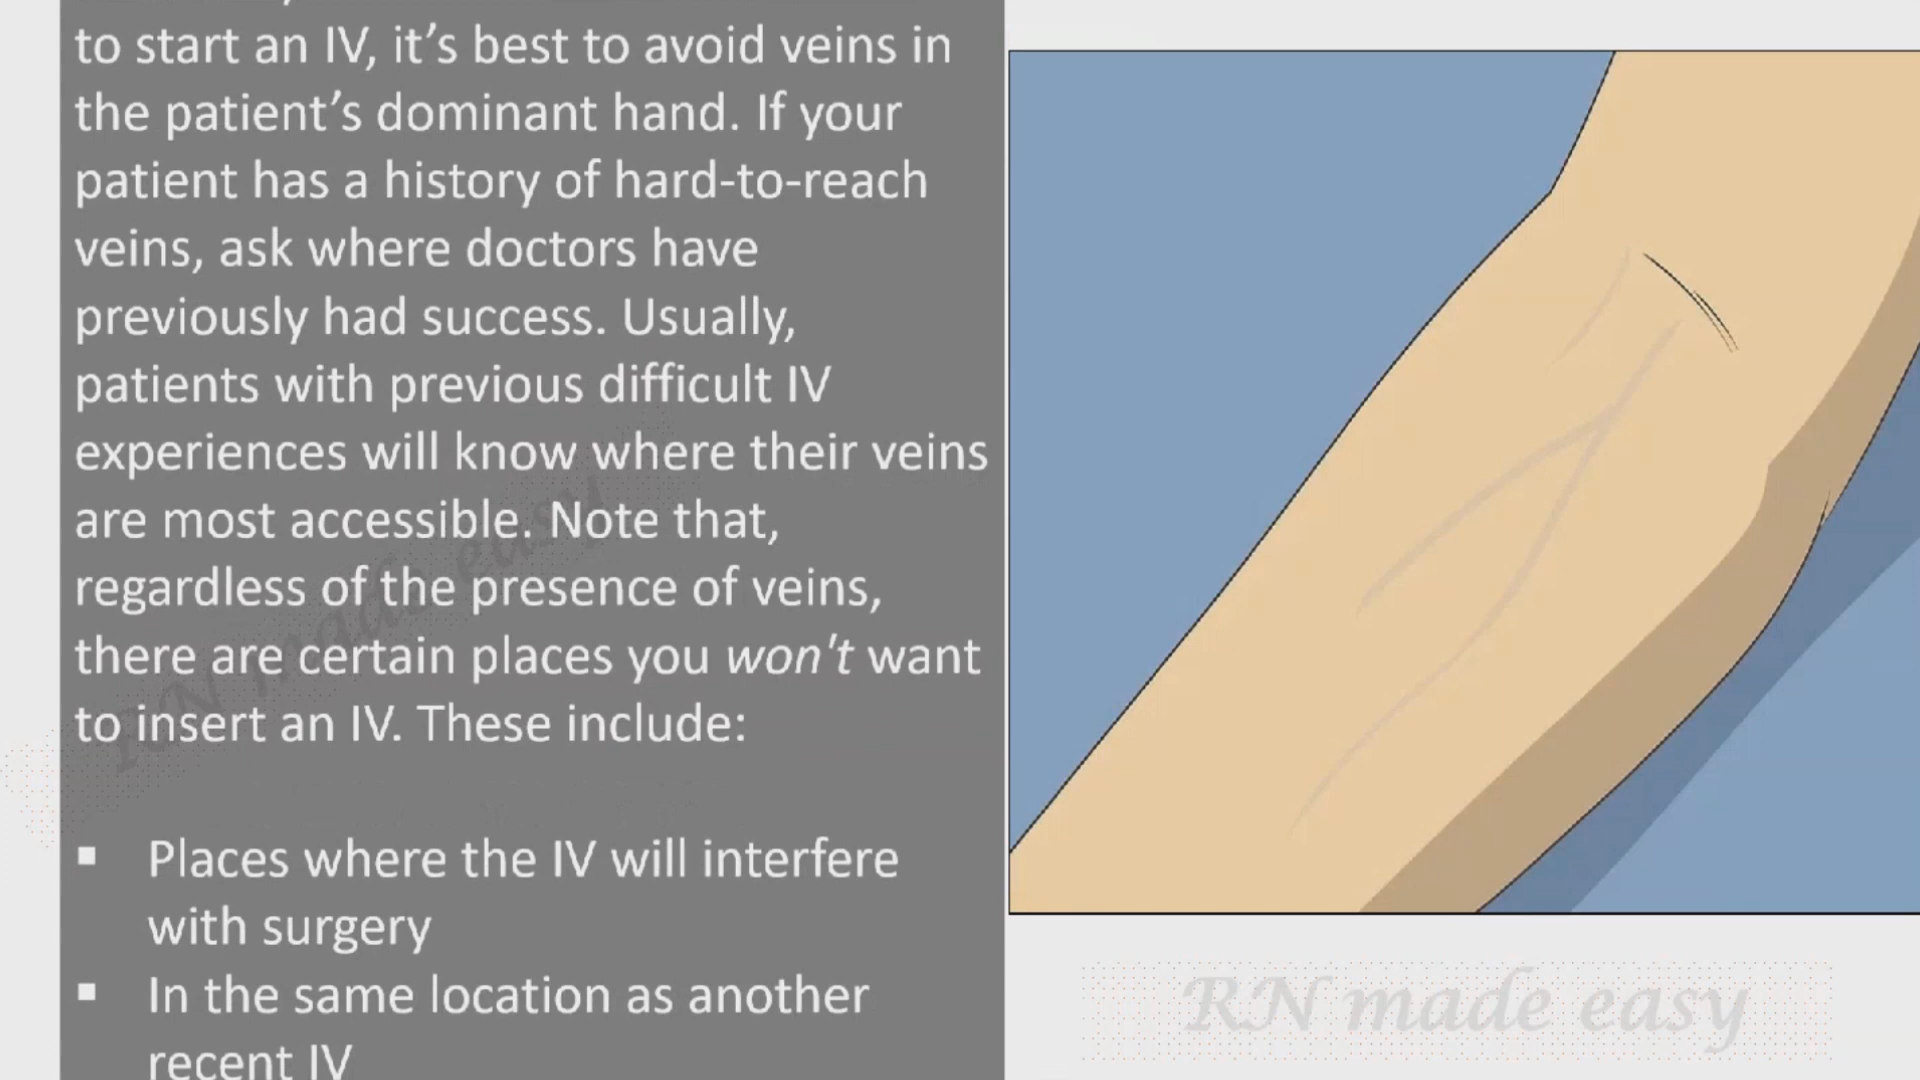 to start an IV, it’s best to avoid veins in
the patient’s dominant hand. If your
patient has a history of hard-to-reach
veins, ask where doctors have
previously had success. Usually,
patients with previous difficult IV
experiences will know where their veins
are most accessible. Note that,
regardless of the presence of veins,
there are certain places you won't want
to insert an IV. These include:
▪ Places where the IV will interfere
with surgery
▪ In the same location as another
recent IV
RN made easy
RN made easy